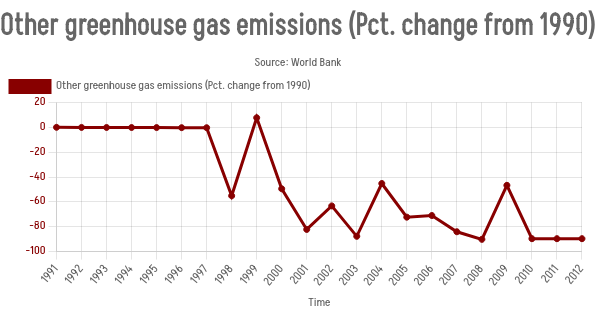 Other greenhouse gas emissions (Pct. change from 1990)
Source: World Bank
Other greenhouse gas emissions (Pct. change from 1990)
20
0
-20
-40
-60
-80
-100
1991 1992 1993 1994 1995 1996 1997 1998 1999 2000 2001 2002 2003 2004 2005 2006 2007 2008 2009 2010 2011 2012
Time